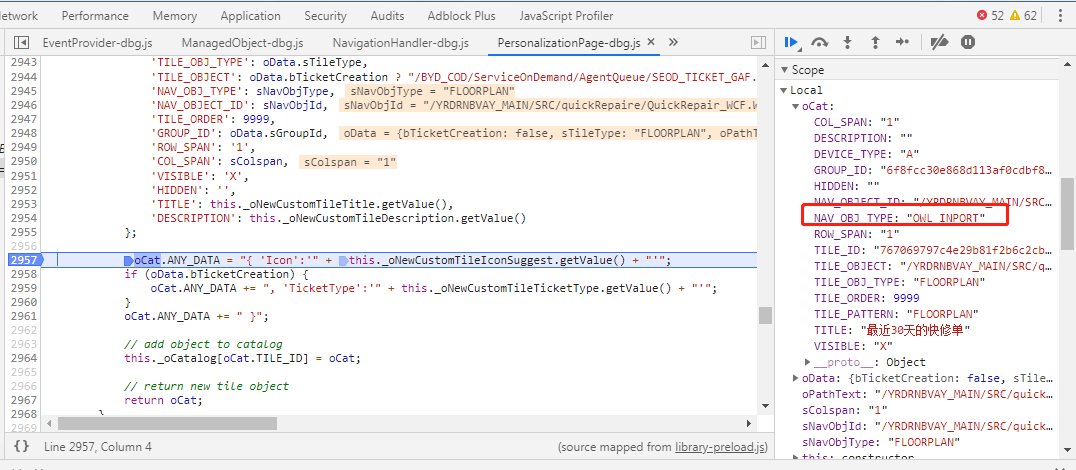 Network Performance Memory Application Security Audits Adblock Plus JavaScript Profiler 52 62
EventProvider-dbg.js ManagedObject-dbg.js NavigationHandler-dbg.js PersonalizationPage-dbg.js × »
2943 'TILE_OBJ_TYPE': oData.sTileType,
2944 'TILE_OBJECT': oData.bTicketCreation ? "/BYD_COD/ServiceOnDemand/AgentQueue/SEOD_TICKET_GAF.
2945 'NAV_OBJ_TYPE': sNavObjType, sNavObjType = "FLOORPLAN"
2946 'NAV_OBJECT_ID': sNavObjId, sNavObjId = "/YRDRNBVAY_MAIN/SRC/quickRepaire/QuickRepair_WCF.W
2947 'TILE_ORDER': 9999,
2948 'GROUP_ID': oData.sGroupId, oData = {bTicketCreation: false, sTileType: "FLOORPLAN", oPathT
2949 'ROW_SPAN': '1',
2950 'COL_SPAN': sColspan, sColspan = "1"
2951 'VISIBLE': 'X',
2952 'HIDDEN': '',
2953 'TITLE': this._oNewCustomTileTitle.getValue(),
2954 'DESCRIPTION': this._oNewCustomTileDescription.getValue()
2955 };
2956
2957 oCat.ANY_DATA = "{ 'Icon':'" + this._oNewCustomTileIconSuggest.getValue() + "'";
2958 if (oData.bTicketCreation) {
2959 oCat.ANY_DATA += ", 'TicketType':'" + this._oNewCustomTileTicketType.getValue() + "'";
2960 }
2961 oCat.ANY_DATA += " }";
2962
2963 // add object to catalog
2964 this._oCatalog[oCat.TILE_ID] = oCat;
2965
2966 // return new tile object
2967 return oCat;
2968 }
{} Line 2957, Column 4 (source mapped from library-preload.js)
Scope
Local
oCat:
COL_SPAN: "1"
DESCRIPTION: ""
DEVICE_TYPE: "A"
GROUP_ID: "6f8fcc30e868d113af0cdbf8…
HIDDEN: ""
NAV_OBJECT_ID: "/YRDRNBVAY_MAIN/SRC…
NAV_OBJ_TYPE: "OWL_INPORT"
ROW_SPAN: "1"
TILE_ID: "767069797c4e29b81f2b6c2cb…
TILE_OBJECT: "/YRDRNBVAY_MAIN/SRC/qu…
TILE_OBJ_TYPE: "FLOORPLAN"
TILE_ORDER: 9999
TILE_PATTERN: "FLOORPLAN"
TITLE: "最近30天的快修单"
VISIBLE: "X"
__proto__: Object
oData: {bTicketCreation: false, sTile…
oPathText: "/YRDRNBVAY_MAIN/SRC/quick…
sColspan: "1"
sNavObjId: "/YRDRNBVAY_MAIN/SRC/quick…
sNavObjType: "FLOORPLAN"
this: constructor